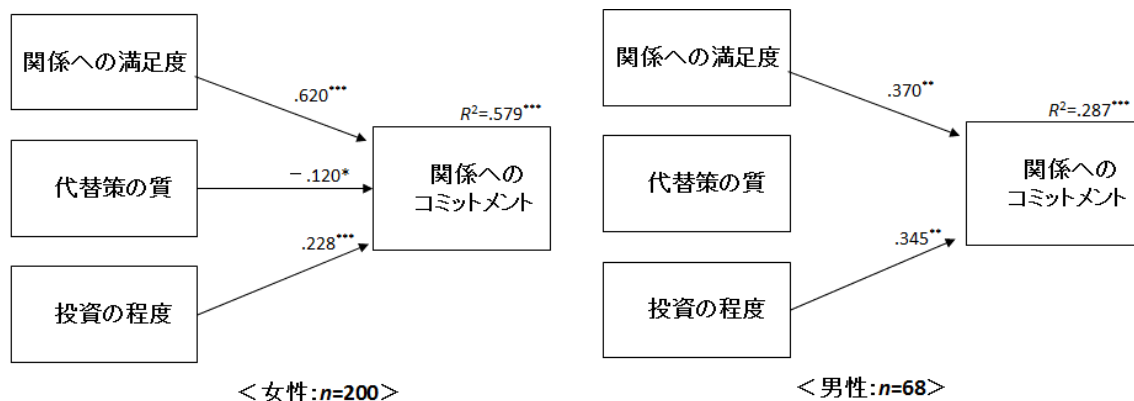 関係への満足度
.620***
R²=.579***
代替策の質
－.120*
関係への
コミットメント
.228***
投資の程度
＜女性:n=200＞
関係への満足度
.370**
R²=.287***
代替策の質
関係への
コミットメント
.345**
投資の程度
＜男性:n=68＞